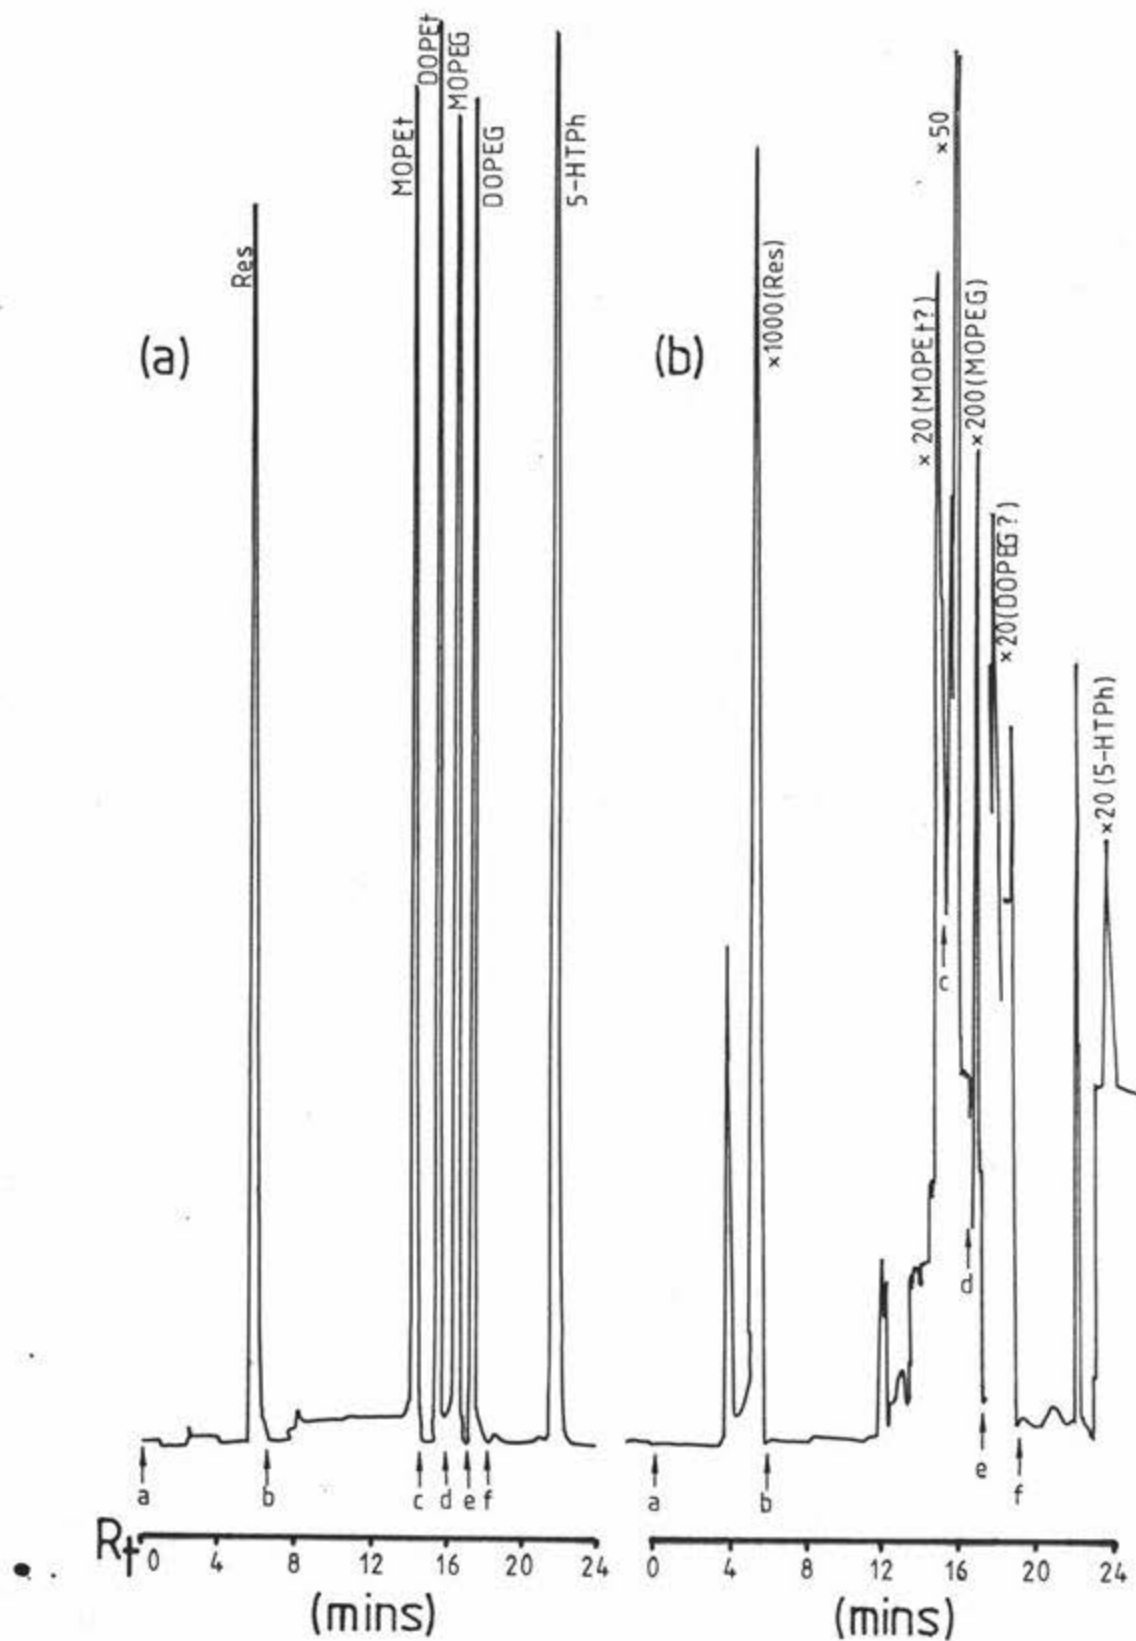 (a)
Res
MOPEt
DOPEt
MOPEG
DOPEG
5-HTPh
a
b
c
d
e
f
Rt
0 4 8 12 16 20 24
(mins)
(b)
×1000(Res)
×20(MOPEt?)
×50
×200(MOPEG)
×20(DOPEG?)
×20(5-HTPh)
a
b
c
d
e
f
0 4 8 12 16 20 24
(mins)